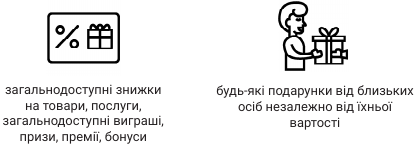 загальнодоступні знижки
на товари, послуги,
загальнодоступні виграші,
призи, премії, бонуси
будь-які подарунки від близьких
осіб незалежно від їхньої
вартості